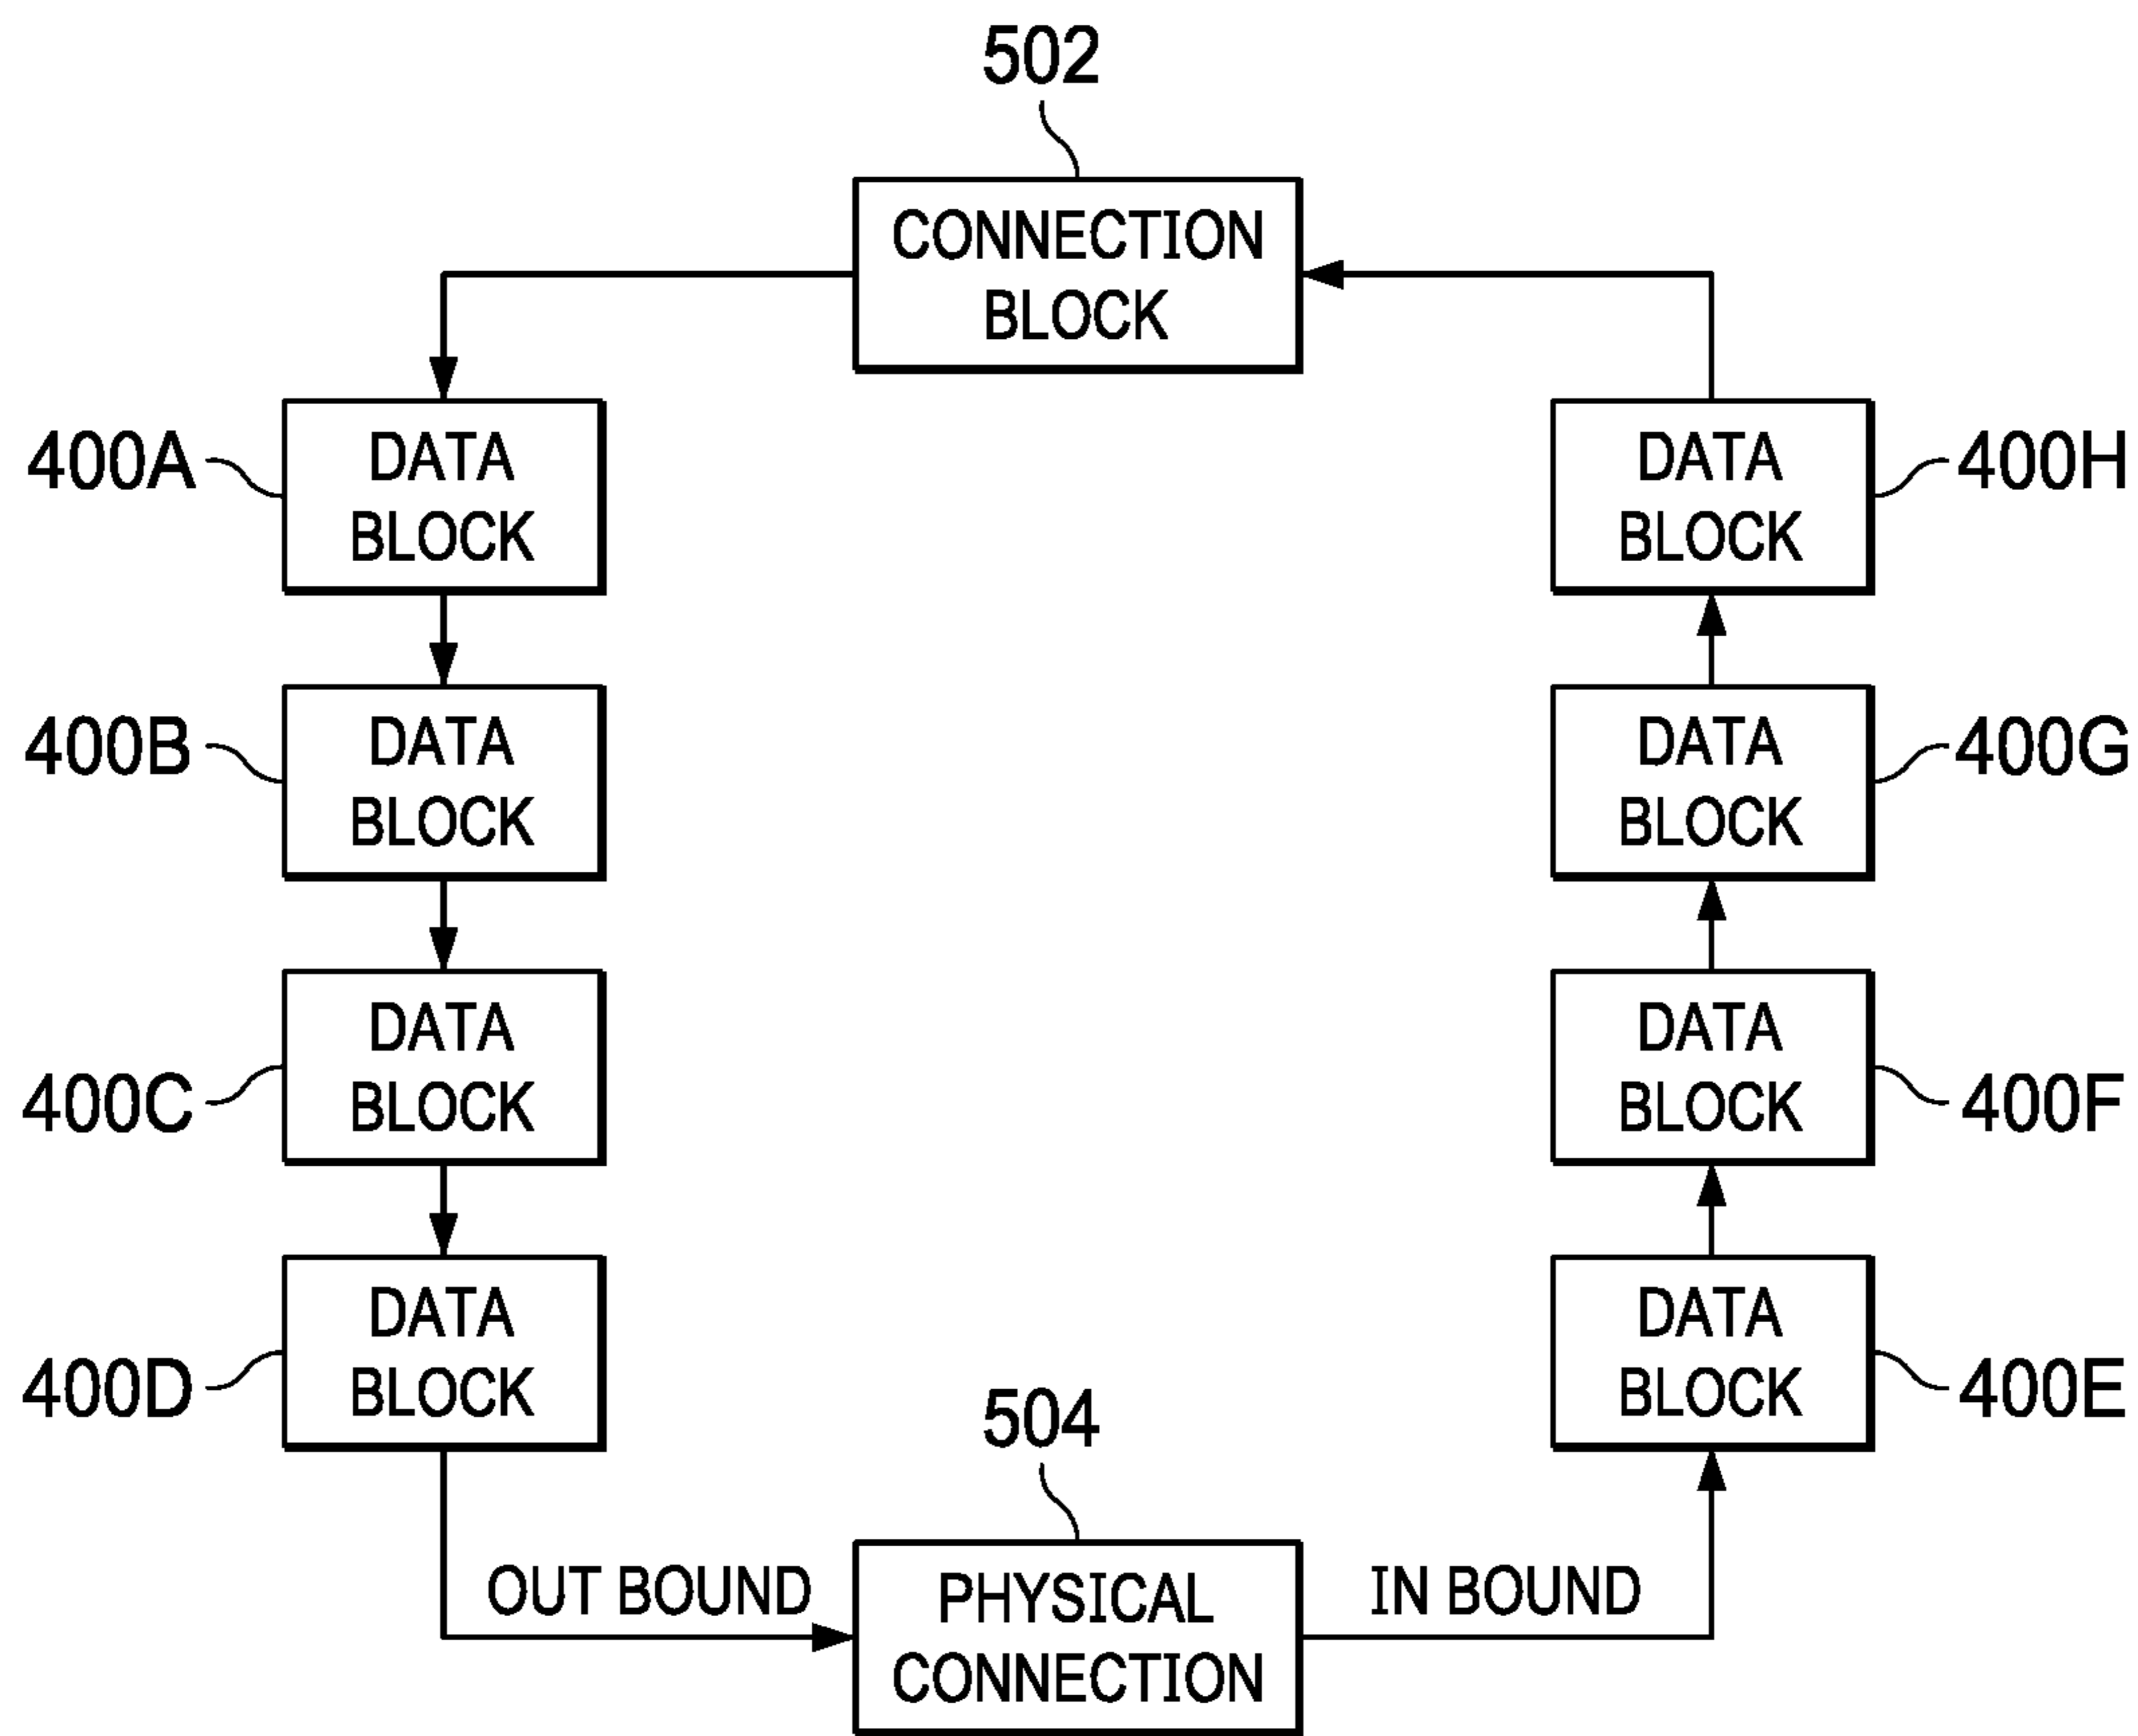 502
CONNECTION
BLOCK
400A
DATA
BLOCK
DATA
BLOCK
400H
400B
DATA
BLOCK
DATA
BLOCK
400G
400C
DATA
BLOCK
DATA
BLOCK
400F
400D
DATA
BLOCK
DATA
BLOCK
400E
504
OUT BOUND
PHYSICAL
CONNECTION
IN BOUND